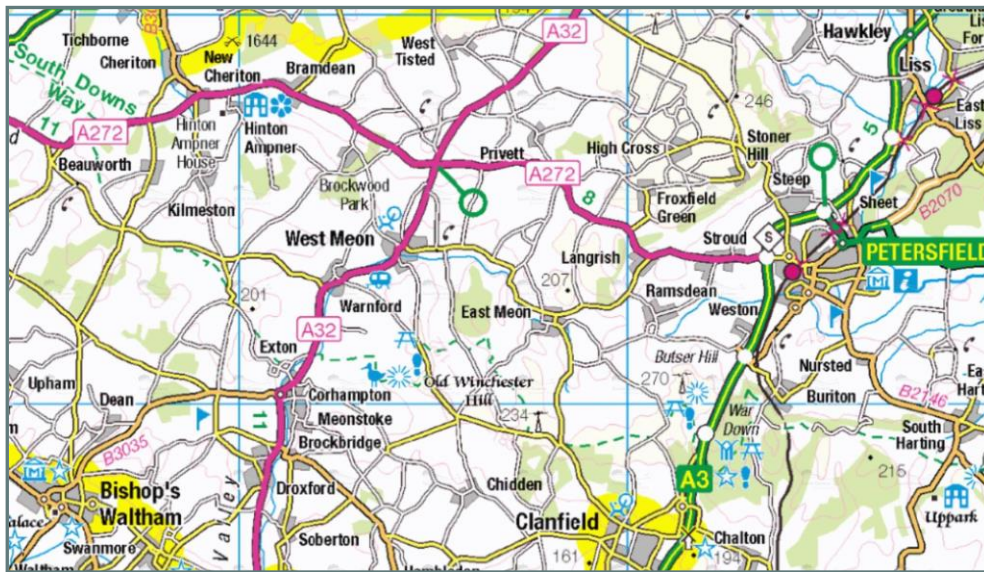 Tichborne
Cheriton
New
Cheriton
1644
Bramdean
West
Tisted
A32
Hawkley
Liss
East
Liss
246
Stoner
Hill
High Cross
Privett
A272
8
Steep
5
Sheet
B2070
South Downs
Way
11
A272
Beauworth
Hinton
Ampner
House
Hinton
Ampner
Brockwood
Park
Kilmeston
Froxfield
Green
West Meon
Stroud
S
PETERSFIELD
i
Langrish
207
Ramsdean
Weston
201
Warnford
East Meon
A32
Exton
Butser Hill
270
Nursted
Buriton
B2146
Upham
Dean
Corhampton
Meonstoke
Brockbridge
11
Old Winchester
Hill
234
War
Down
7
South
Harting
B3035
Bishop's
Waltham
Valley
Droxford
Chidden
A3
215
Uppark
Clanfield
Swanmore
Soberton
161
Chalton
194